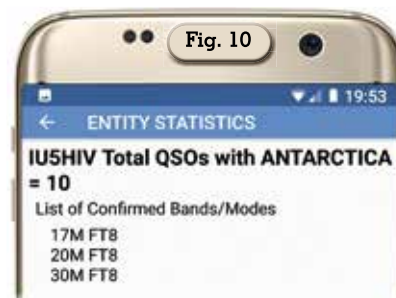 Fig. 10
19:53
← ENTITY STATISTICS
IU5HIV Total QSOs with ANTARCTICA
= 10
List of Confirmed Bands/Modes
17M FT8
20M FT8
30M FT8